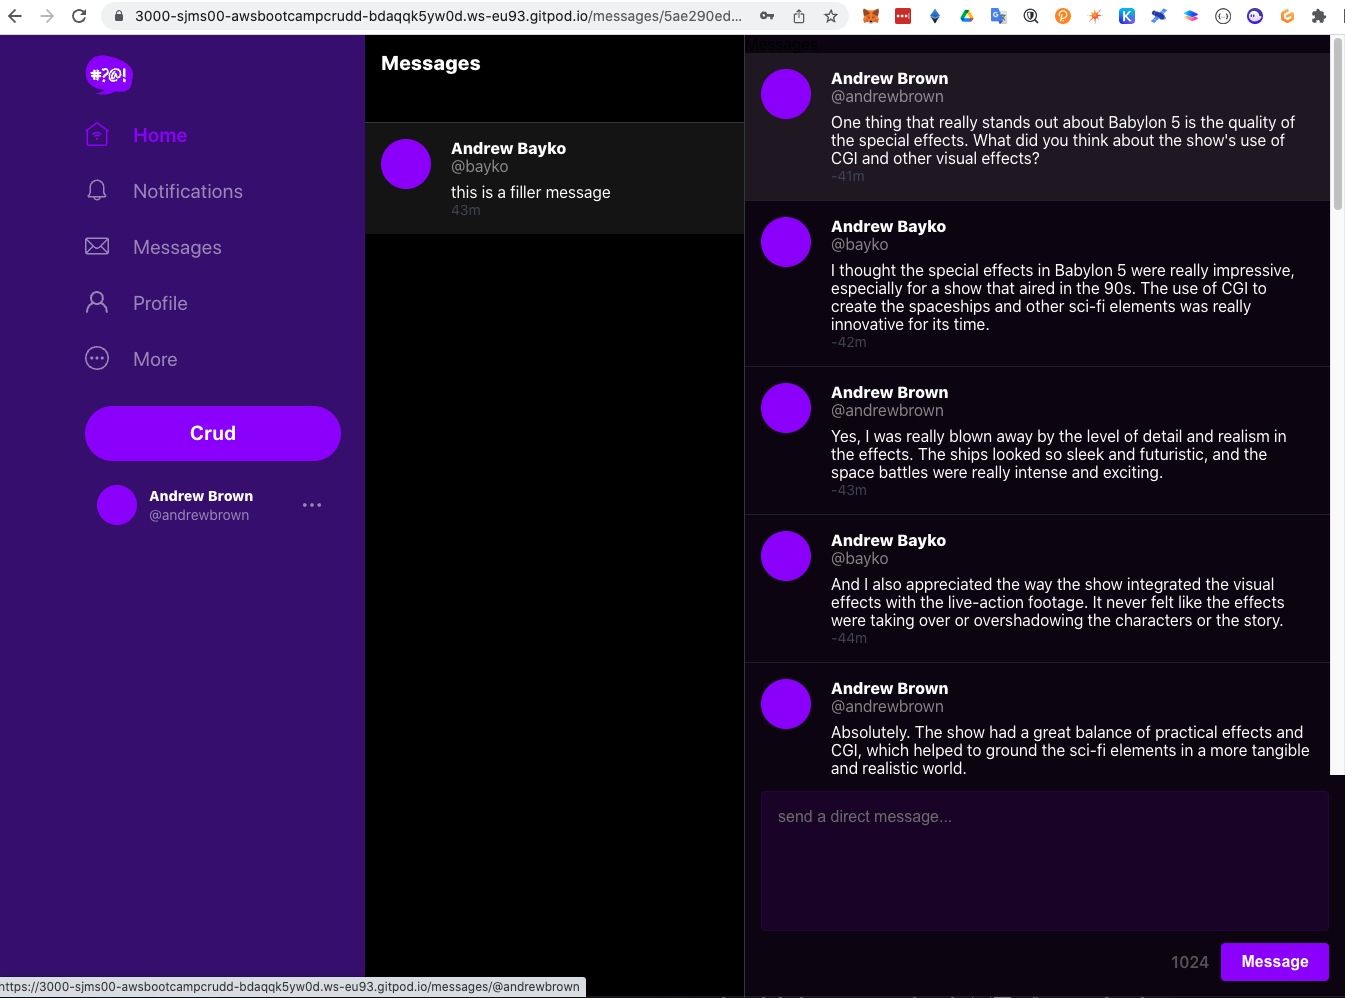 3000-sjms00-awsbootcampcrudd-bdaqqk5yw0d.ws-eu93.gitpod.io/messages/5ae290ed...
#?@!
Home
Notifications
Messages
Profile
More
Crud
Andrew Brown
@andrewbrown
Messages
Andrew Bayko
@bayko
this is a filler message
43m
Messages
Andrew Brown
@andrewbrown
One thing that really stands out about Babylon 5 is the quality of
the special effects. What did you think about the show's use of
CGI and other visual effects?
-41m
Andrew Bayko
@bayko
I thought the special effects in Babylon 5 were really impressive,
especially for a show that aired in the 90s. The use of CGI to
create the spaceships and other sci-fi elements was really
innovative for its time.
-42m
Andrew Brown
@andrewbrown
Yes, I was really blown away by the level of detail and realism in
the effects. The ships looked so sleek and futuristic, and the
space battles were really intense and exciting.
-43m
Andrew Bayko
@bayko
And I also appreciated the way the show integrated the visual
effects with the live-action footage. It never felt like the effects
were taking over or overshadowing the characters or the story.
-44m
Andrew Brown
@andrewbrown
Absolutely. The show had a great balance of practical effects and
CGI, which helped to ground the sci-fi elements in a more tangible
and realistic world.
send a direct message...
1024
Message
https://3000-sjms00-awsbootcampcrudd-bdaqqk5yw0d.ws-eu93.gitpod.io/messages/@andrewbrown